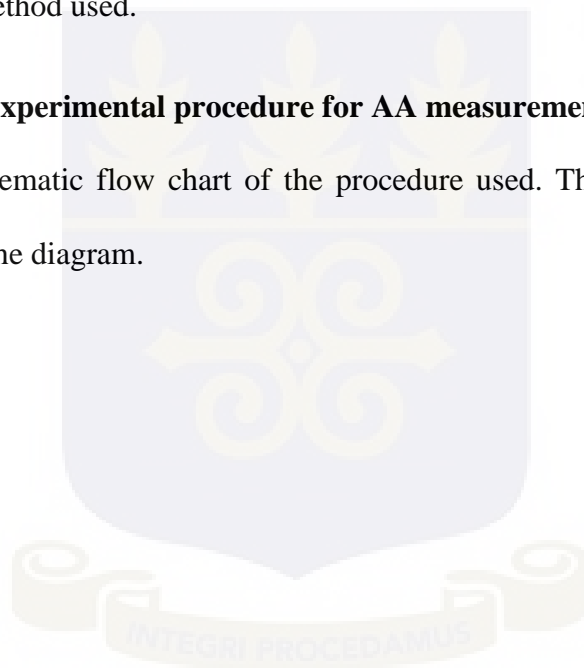 ethod used.
xperimental procedure for AA measuremen
ematic flow chart of the procedure used. Th
ne diagram.
INTEGRI PROCEDAMUS